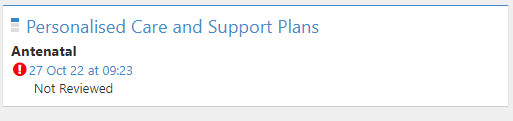 Personalised Care and Support Plans
Antenatal
27 Oct 22 at 09:23
Not Reviewed